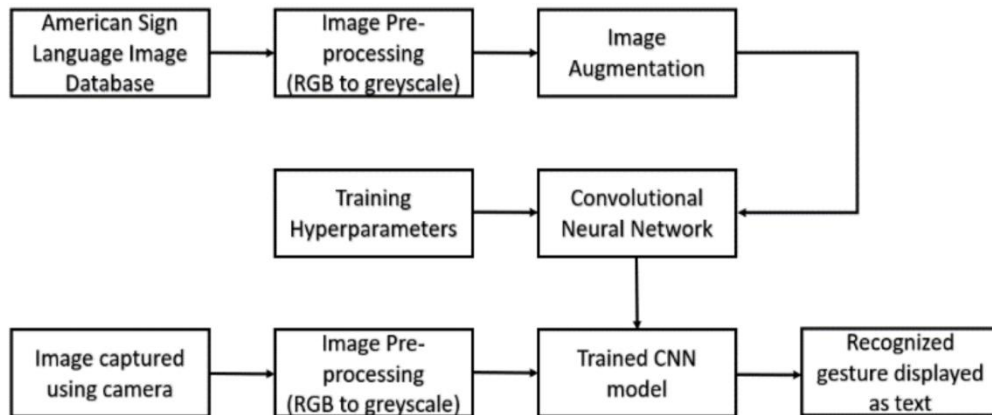 American Sign
Language Image
Database
Image Pre-
processing
(RGB to greyscale)
Image
Augmentation
Training
Hyperparameters
Convolutional
Neural Network
Image captured
using camera
Image Pre-
processing
(RGB to greyscale)
Trained CNN
model
Recognized
gesture displayed
as text